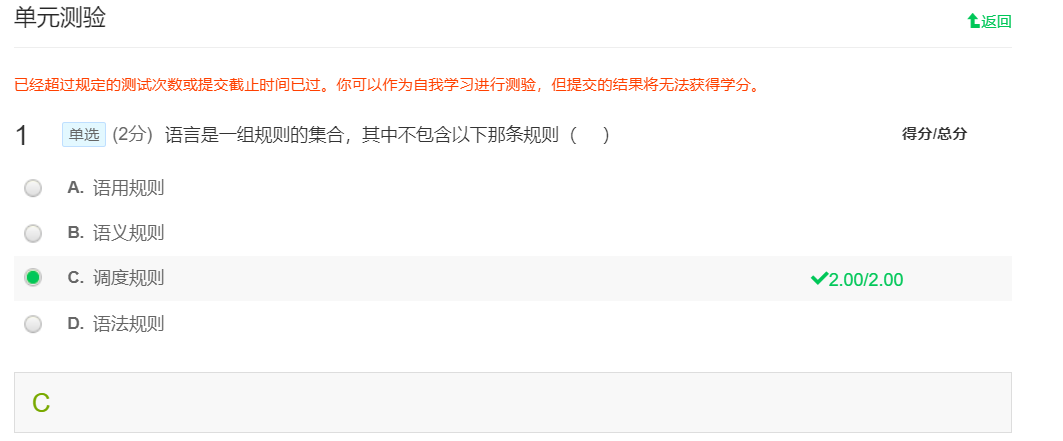 单元测验
返回
已经超过规定的测试次数或提交截止时间已过。你可以作为自我学习进行测验，但提交的结果将无法获得学分。
1 单选 (2分) 语言是一组规则的集合，其中不包含以下那条规则（ ） 得分/总分
A. 语用规则
B. 语义规则
C. 调度规则 2.00/2.00
D. 语法规则
C